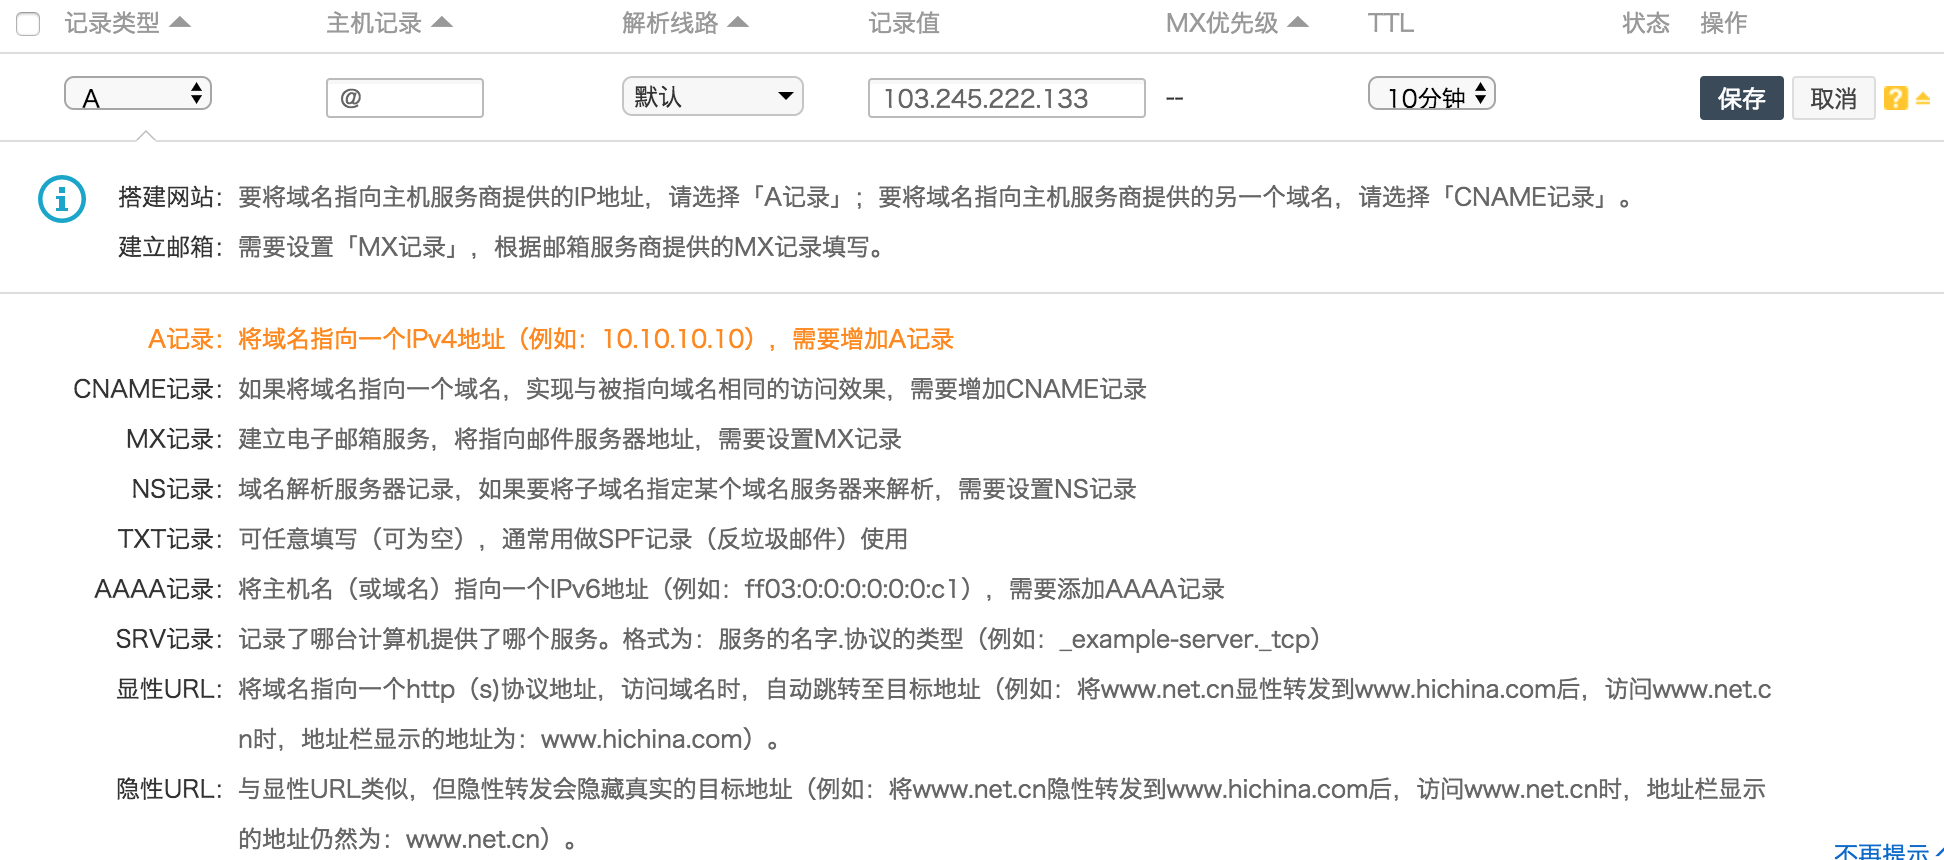 记录类型 主机记录 解析线路 记录值 MX优先级 TTL 状态 操作
A @ 默认 103.245.222.133 -- 10分钟 保存 取消 ?
搭建网站：要将域名指向主机服务商提供的IP地址，请选择「A记录」；要将域名指向主机服务商提供的另一个域名，请选择「CNAME记录」。
建立邮箱：需要设置「MX记录」，根据邮箱服务商提供的MX记录填写。
A记录：将域名指向一个IPv4地址（例如：10.10.10.10），需要增加A记录
CNAME记录：如果将域名指向一个域名，实现与被指向域名相同的访问效果，需要增加CNAME记录
MX记录：建立电子邮箱服务，将指向邮件服务器地址，需要设置MX记录
NS记录：域名解析服务器记录，如果要将子域名指定某个域名服务器来解析，需要设置NS记录
TXT记录：可任意填写（可为空），通常用做SPF记录（反垃圾邮件）使用
AAAA记录：将主机名（或域名）指向一个IPv6地址（例如：ff03:0:0:0:0:0:0:c1），需要添加AAAA记录
SRV记录：记录了哪台计算机提供了哪个服务。格式为：服务的名字.协议的类型（例如：_example-server._tcp）
显性URL：将域名指向一个http（s)协议地址，访问域名时，自动跳转至目标地址（例如：将www.net.cn显性转发到www.hichina.com后，访问www.net.c
n时，地址栏显示的地址为：www.hichina.com）。
隐性URL：与显性URL类似，但隐性转发会隐藏真实的目标地址（例如：将www.net.cn隐性转发到www.hichina.com后，访问www.net.cn时，地址栏显示
的地址仍然为：www.net.cn）。
不再提示